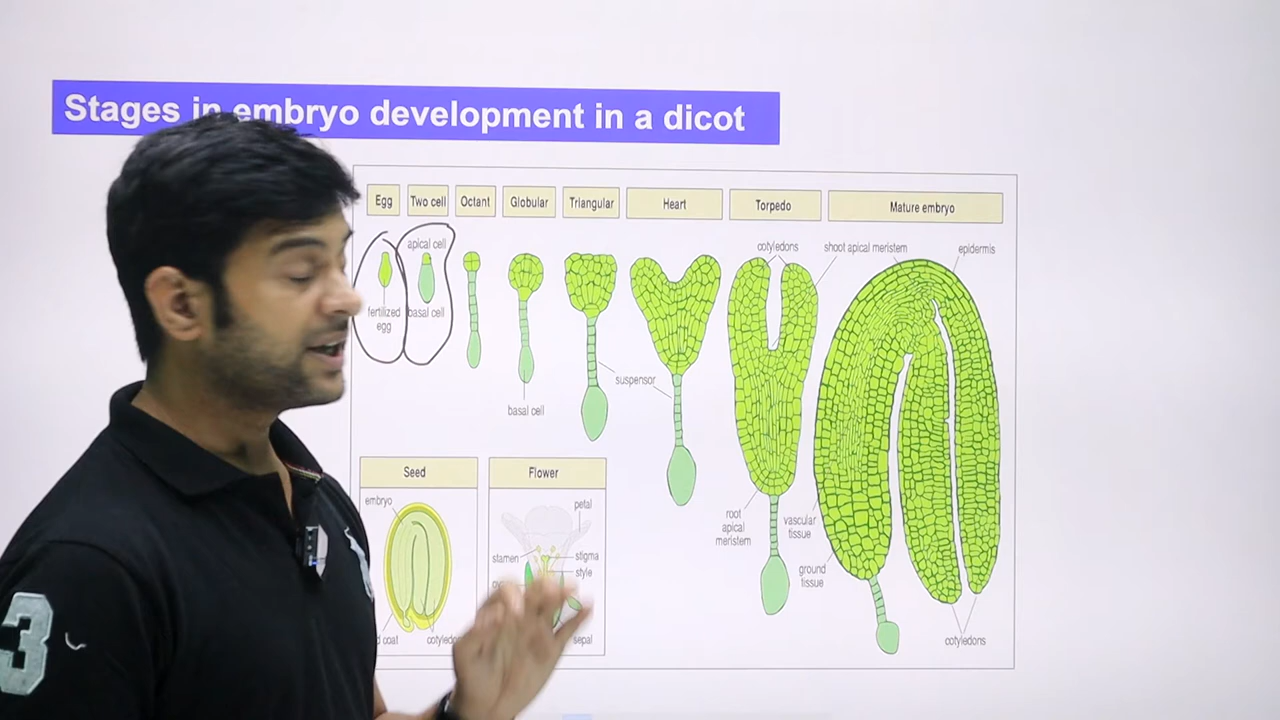 Stages in embryo development in a dicot
Egg
Two cell
Octant
Globular
Triangular
Heart
Torpedo
Mature embryo
apical cell
cotyledons
shoot apical meristem
epidermis
fertilized
egg
basal cell
suspensor
basal cell
Seed
Flower
embryo
petal
root
apical
meristem
vascular
tissue
stamen
stigma
style
ground
tissue
coat
sepal
cotyledons
3